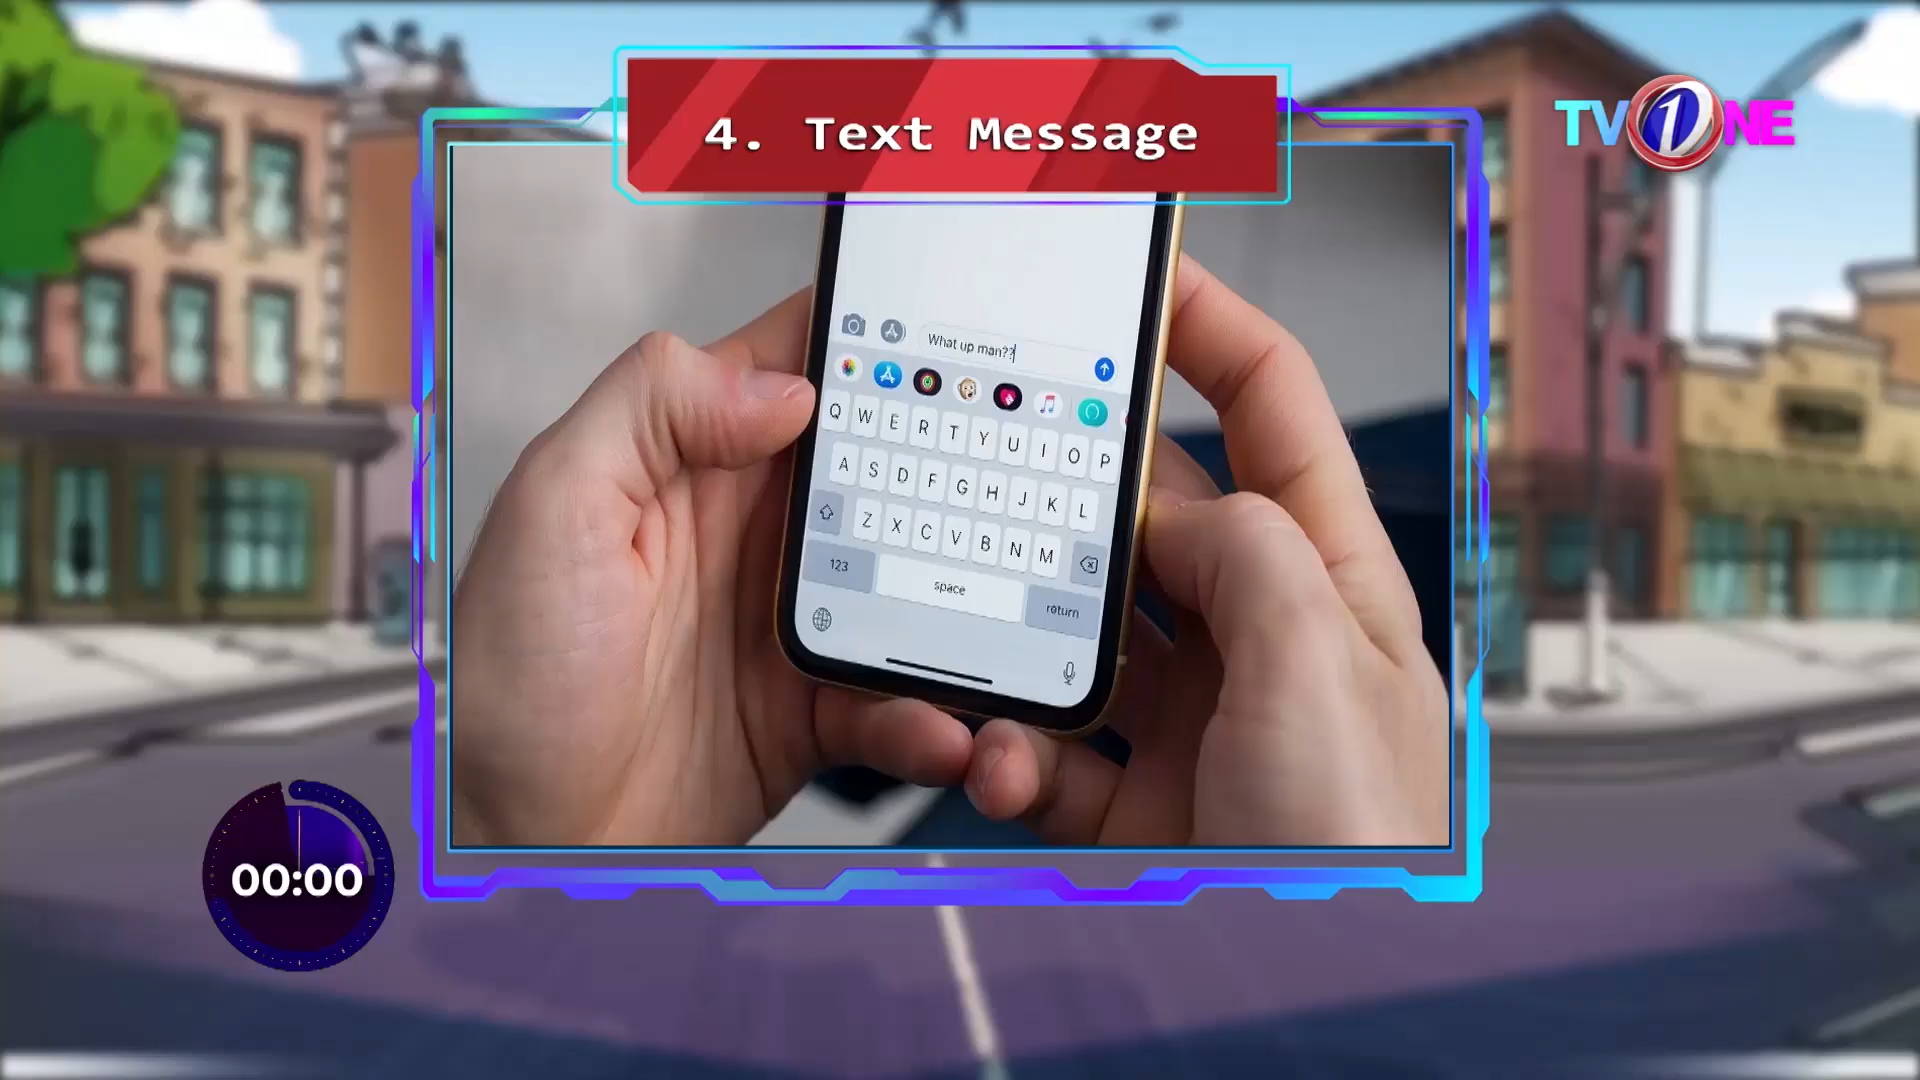 4. Text Message
TV ONE
What up man??
Q W E R T Y U I O P
A S D F G H J K L
Z X C V B N M
123 space return
00:00